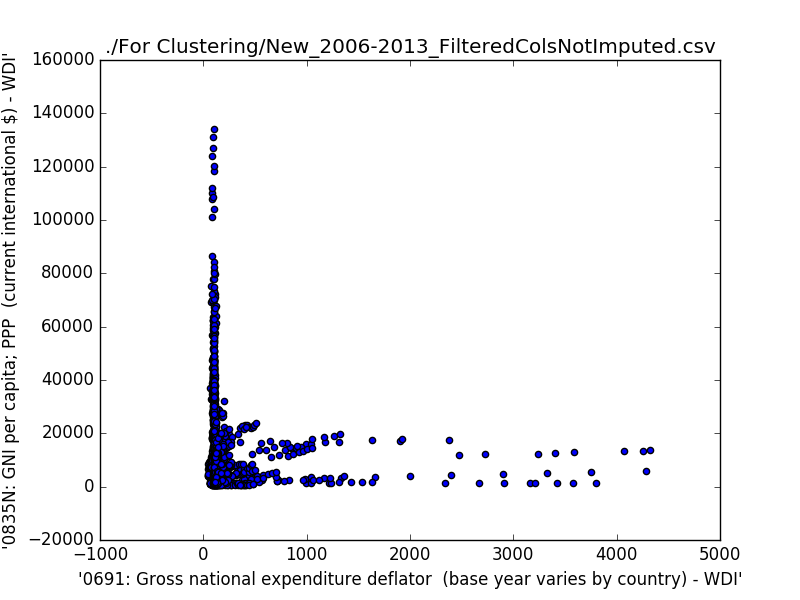 ./For Clustering/New_2006-2013_FilteredColsNotImputed.csv
'0835N: GNI per capita; PPP  (current international $) - WDI'
160000
140000
120000
100000
80000
60000
40000
20000
0
−20000
−1000 0 1000 2000 3000 4000 5000
'0691: Gross national expenditure deflator  (base year varies by country) - WDI'